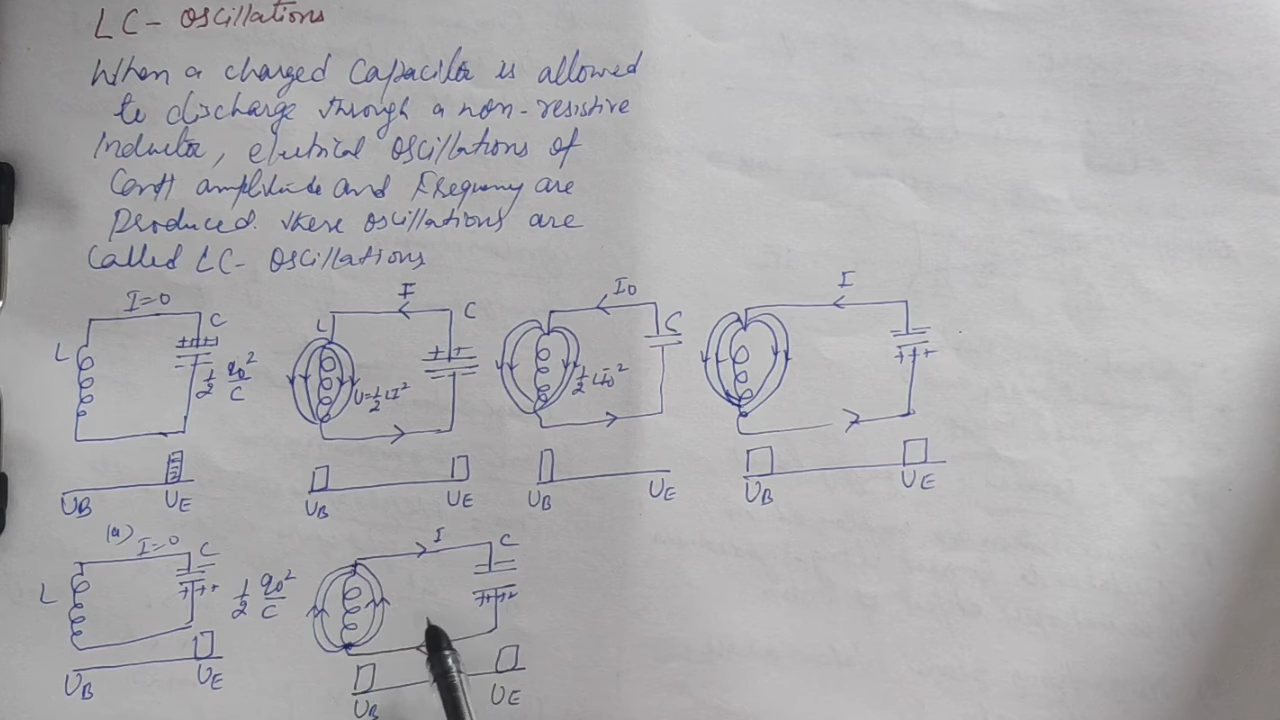 LC- Oscillations
When a charged Capacitor is allowed
to discharge through a non-resistive
Inductor, electrical oscillations of
Const amplitude and Frequency are
Produced. these oscillations are
Called LC- Oscillations
I=0 I I0 I
L C L C C
+++ ++ +++
1/2 q0²/C U=1/2 LI² 1/2 LI0²
UB UE UB UE UB UE UB UE
(a)
I=0 I
L C C
+++ ++++
1/2 q0²/C
UB UE UB UE